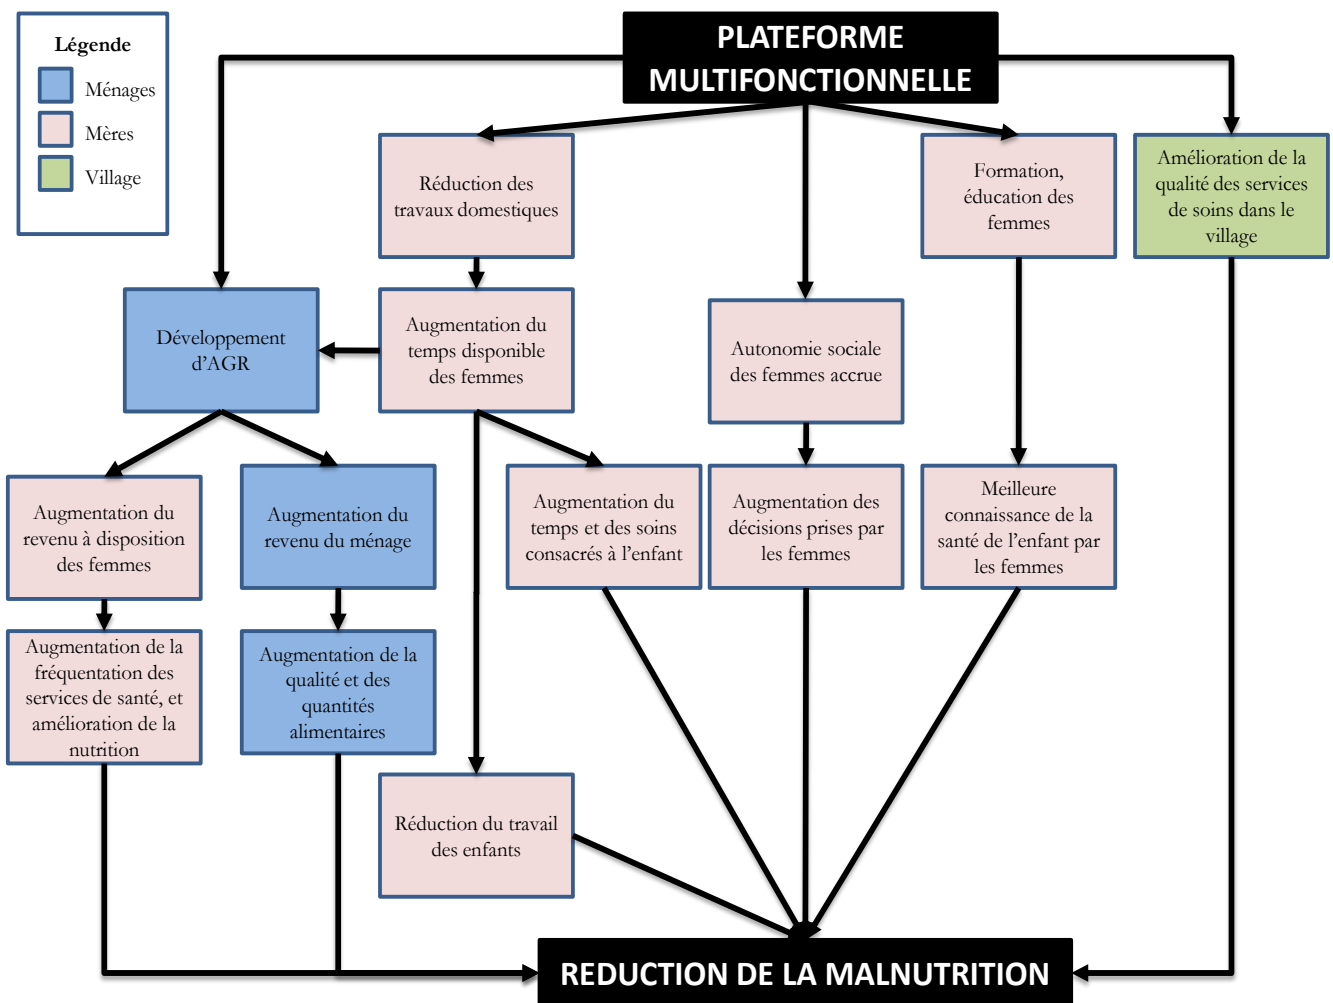 Légende
Ménages
Mères
Village
PLATEFORME
MULTIFONCTIONNELLE
Réduction des
travaux domestiques
Formation,
éducation des
femmes
Amélioration de la
qualité des services
de soins dans le
village
Développement
d’AGR
Augmentation du
temps disponible
des femmes
Autonomie sociale
des femmes accrue
Augmentation du
revenu à disposition
des femmes
Augmentation du
revenu du ménage
Augmentation du
temps et des soins
consacrés à l’enfant
Augmentation des
décisions prises par
les femmes
Meilleure
connaissance de la
santé de l’enfant par
les femmes
Augmentation de la
fréquentation des
services de santé, et
amélioration de la
nutrition
Augmentation de la
qualité et des
quantités
alimentaires
Réduction du travail
des enfants
REDUCTION DE LA MALNUTRITION